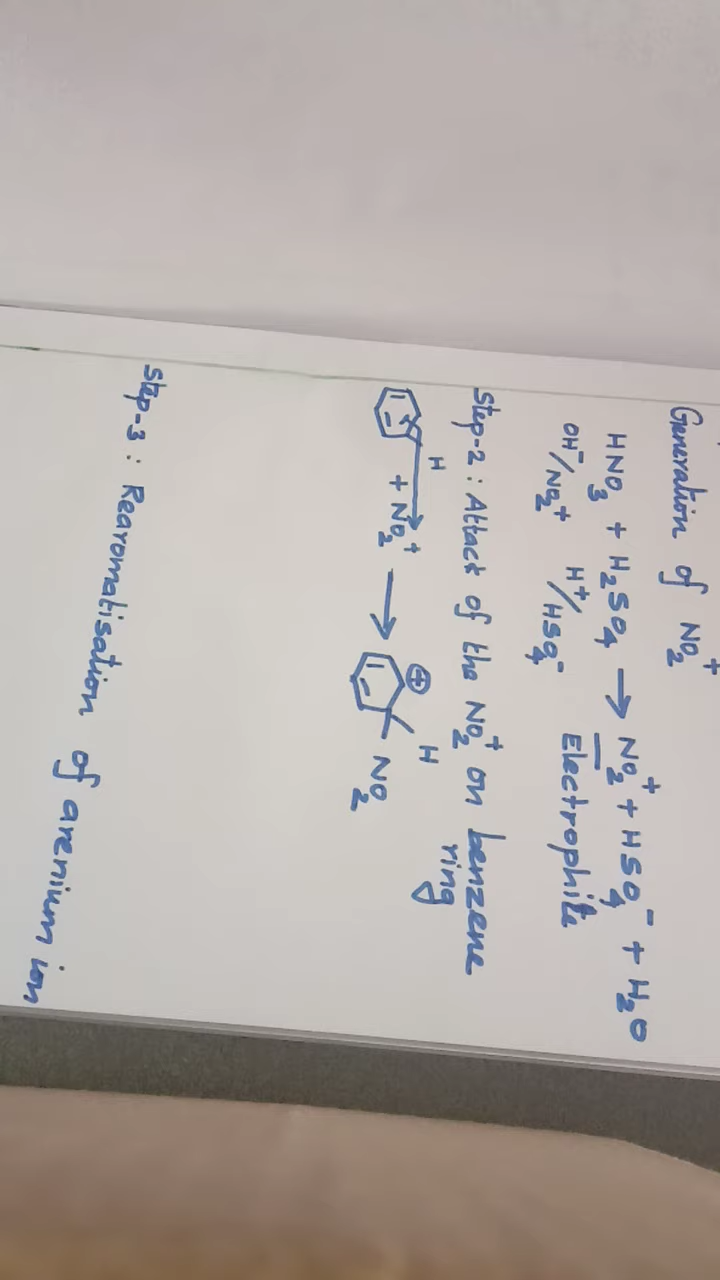 Generation of NO₂⁺
HNO₃ + H₂SO₄ → NO₂⁺ + HSO₄⁻ + H₂O
OH⁻/NO₂⁺ H⁺/HSO₄⁻ Electrophile
Step-2 : Attack of the NO₂⁺ on benzene
ring
H
+ NO₂⁺ → ⊕ H
NO₂
Step-3 : Rearomatisation of arenium ion